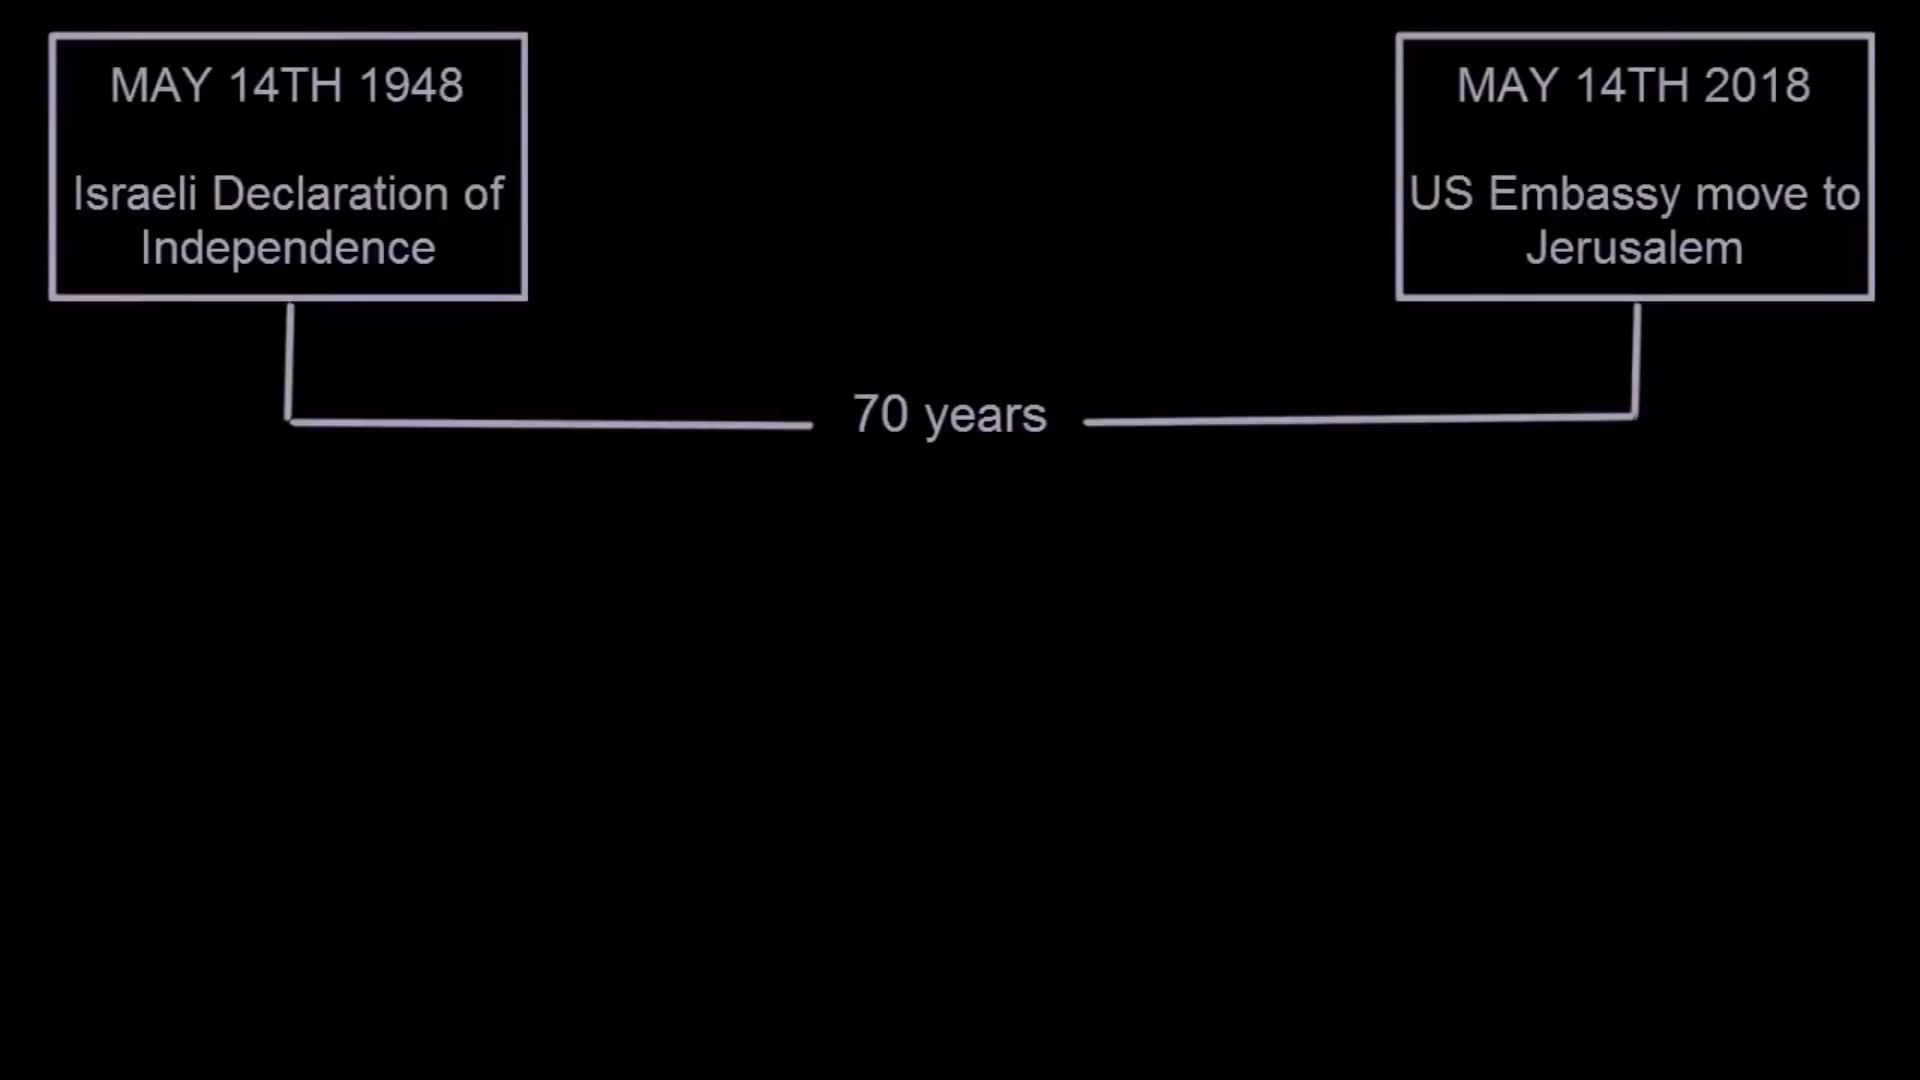 MAY 14TH 1948
Israeli Declaration of
Independence
MAY 14TH 2018
US Embassy move to
Jerusalem
70 years